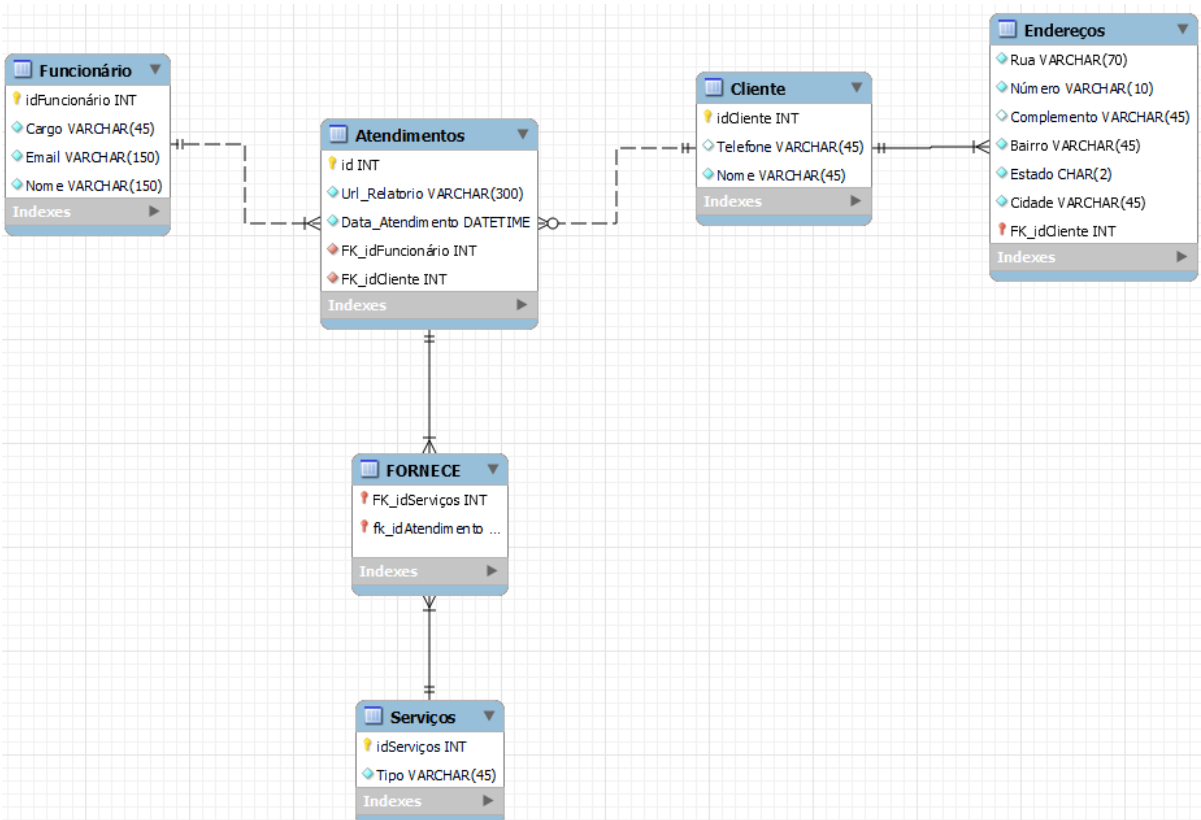 Funcionário
idFuncionário INT
Cargo VARCHAR(45)
Email VARCHAR(150)
Nome VARCHAR(150)
Indexes
Atendimentos
id INT
Url_Relatorio VARCHAR(300)
Data_Atendimento DATETIME
FK_idFuncionário INT
FK_idCliente INT
Indexes
Cliente
idCliente INT
Telefone VARCHAR(45)
Nome VARCHAR(45)
Indexes
Endereços
Rua VARCHAR(70)
Número VARCHAR(10)
Complemento VARCHAR(45)
Bairro VARCHAR(45)
Estado CHAR(2)
Cidade VARCHAR(45)
FK_idCliente INT
Indexes
FORNECE
FK_idServiços INT
fk_idAtendimento ...
Indexes
Serviços
idServiços INT
Tipo VARCHAR(45)
Indexes